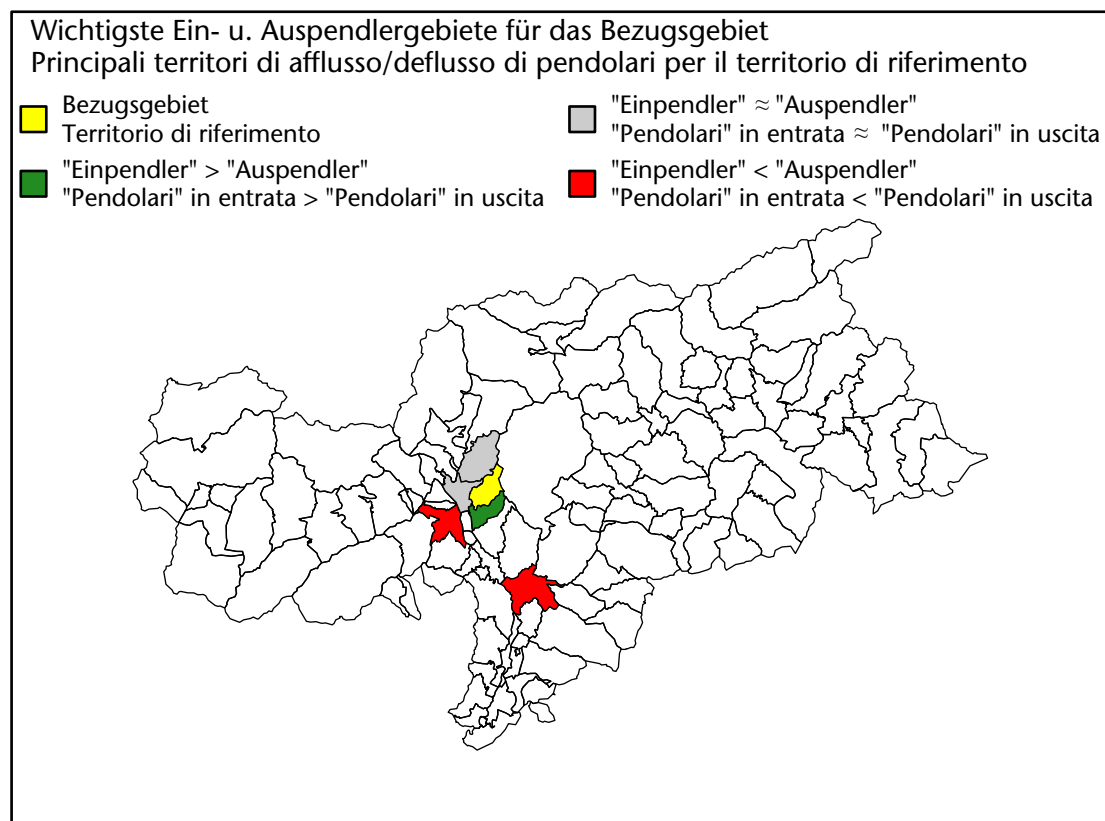 Wichtigste Ein- u. Auspendlergebiete für das Bezugsgebiet
Principali territori di afflusso/deflusso di pendolari per il territorio di riferimento
Bezugsgebiet
Territorio di riferimento
"Einpendler" > "Auspendler"
"Pendolari" in entrata > "Pendolari" in uscita
"Einpendler" ≈ "Auspendler"
"Pendolari" in entrata ≈ "Pendolari" in uscita
"Einpendler" < "Auspendler"
"Pendolari" in entrata < "Pendolari" in uscita